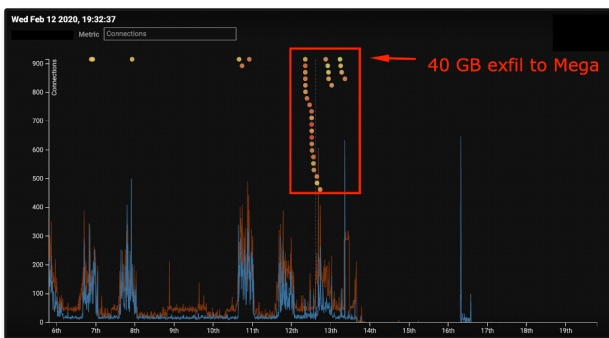 Wed Feb 12 2020, 19:32:37
Metric Connections
900
Connections
800
700
600
500
400
300
200
100
0
40 GB exfil to Mega
6th 7th 8th 9th 10th 11th 12th 13th 14th 15th 16th 17th 18th 19th